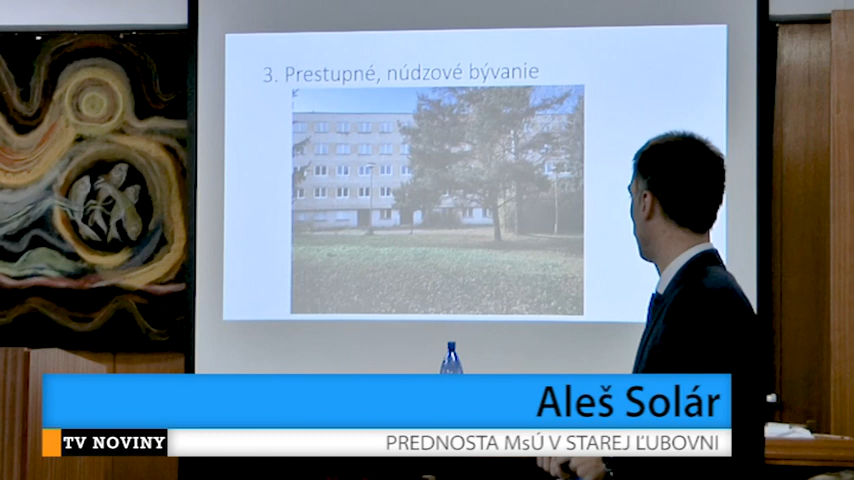 3. Prestupné, núdzové bývanie
Aleš Solár
TV NOVINY
PREDNOSTA MsÚ V STAREJ ĽUBOVNI